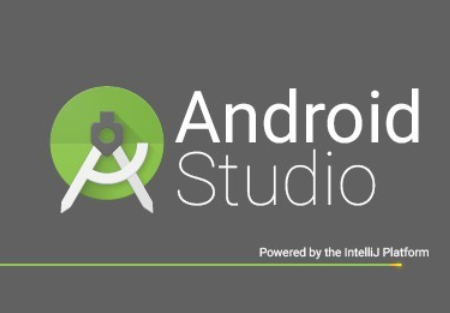 Android
Studio
Powered by the IntelliJ Platform